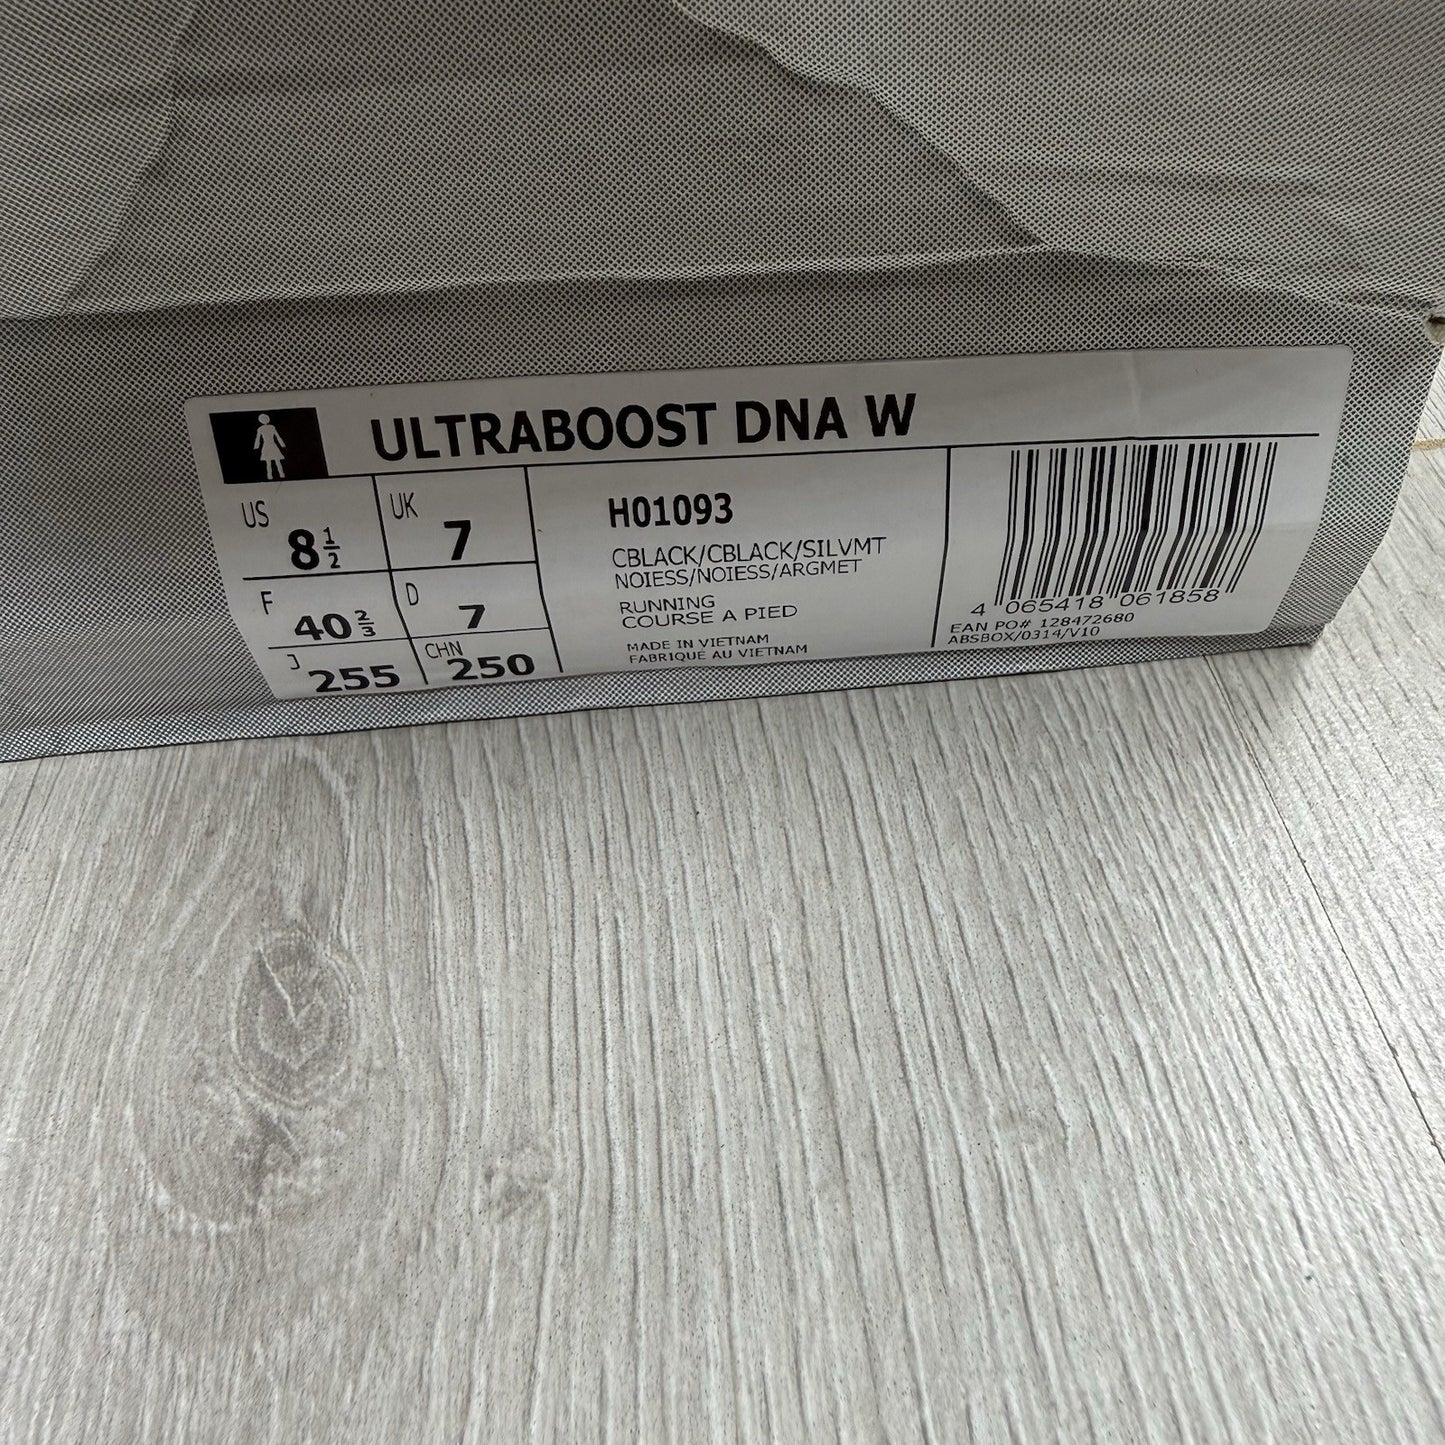 ULTRABOOST DNA W
US 8 1/2
UK 7
F 40 2/3
D 7
J 255
CHN 250
H01093
CBLACK/CBLACK/SILVMT
NOIESS/NOIESS/ARGMET
RUNNING
COURSE A PIED
MADE IN VIETNAM
FABRIQUE AU VIETNAM
4 065418 061858
EAN PO# 128472680
ABSBOX/0314/V10